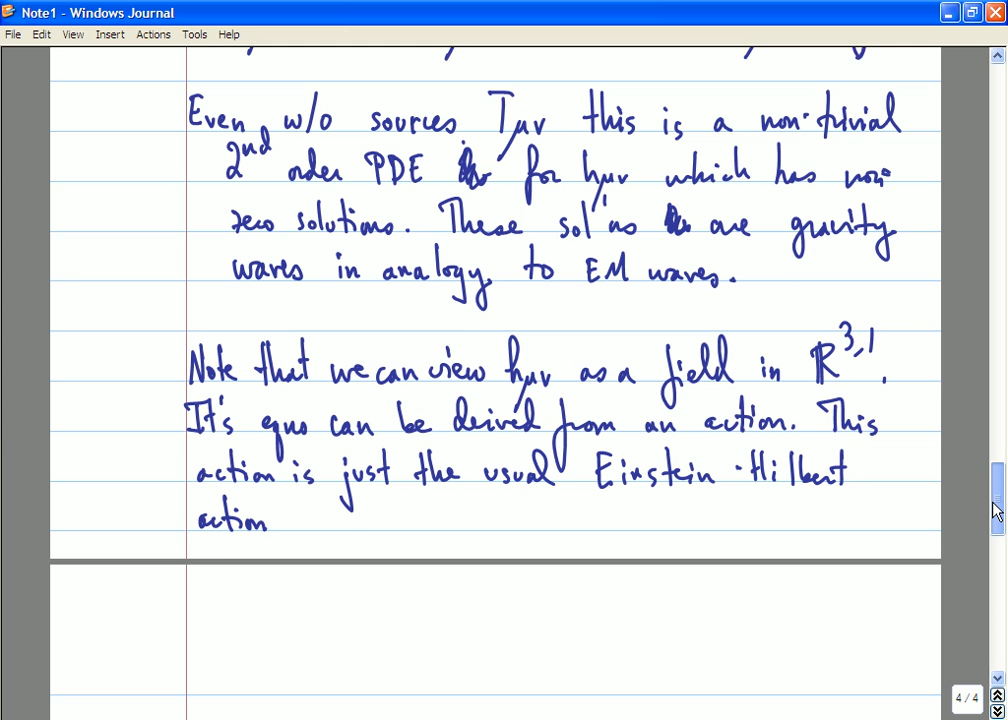 Note1 - Windows Journal
File Edit View Insert Actions Tools Help
Even w/o sources Tμν this is a non-trivial
2nd order PDE for hμν which has non-
zero solutions. These sol'ns are gravity
waves in analogy to EM waves.
Note that we can view hμν as a field in ℝ^3,1.
It's eqns can be derived from an action. This
action is just the usual Einstein-Hilbert
action
4 / 4